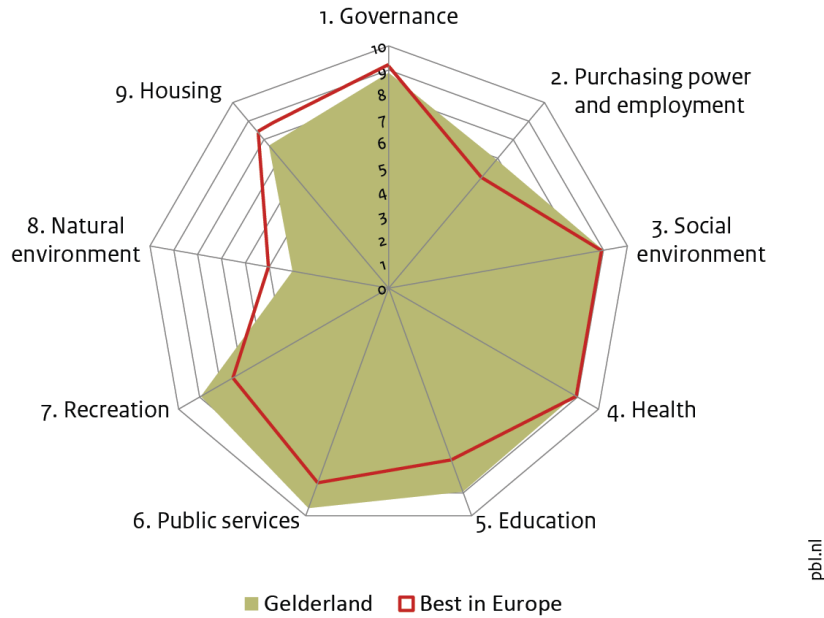 1. Governance
10
9
8
7
6
5
4
3
2
1
0
2. Purchasing power
and employment
3. Social
environment
4. Health
5. Education
6. Public services
7. Recreation
8. Natural
environment
9. Housing
Gelderland
Best in Europe
pbl.nl